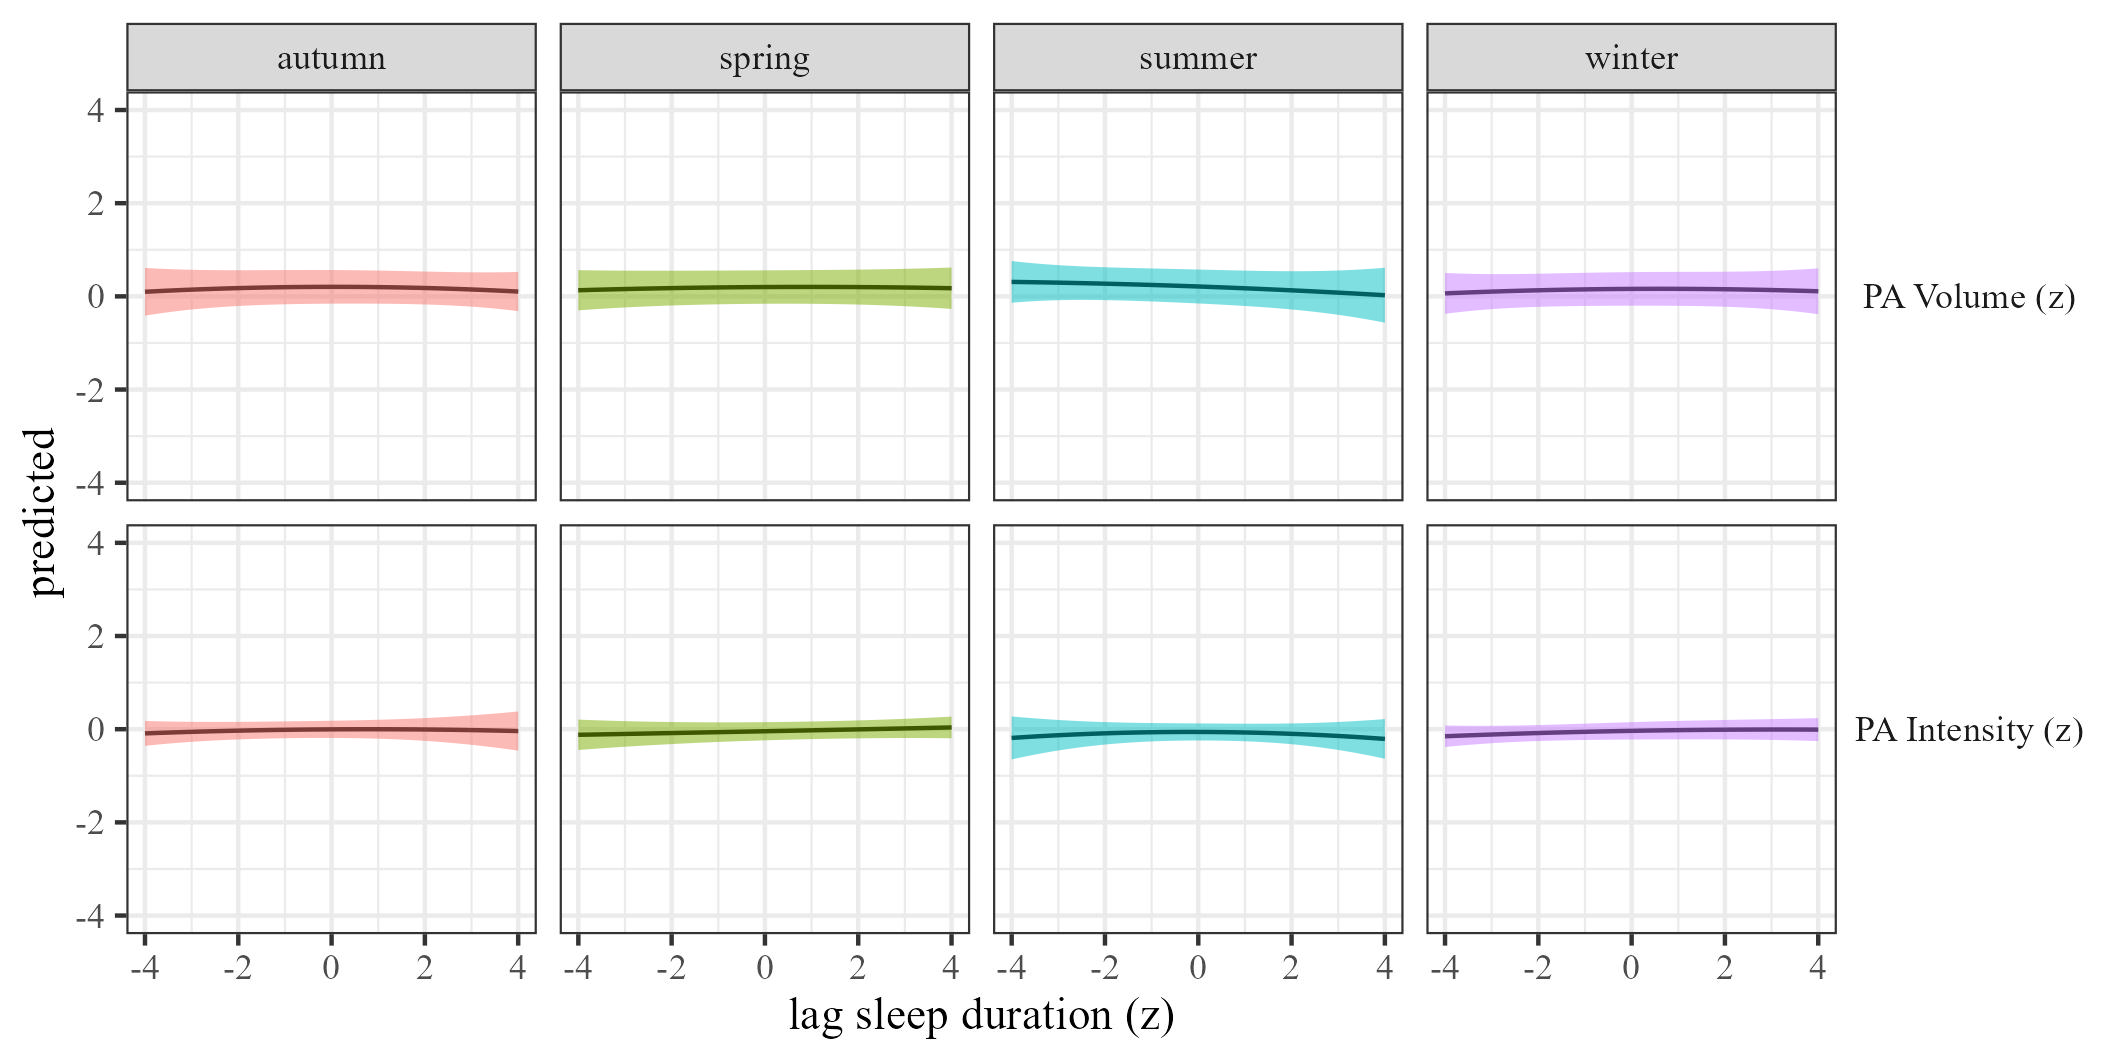 autumn spring summer winter
4
2
0
-2
-4
PA Volume (z)
predicted
4
2
0
-2
-4
PA Intensity (z)
-4 -2 0 2 4 -4 -2 0 2 4 -4 -2 0 2 4 -4 -2 0 2 4
lag sleep duration (z)